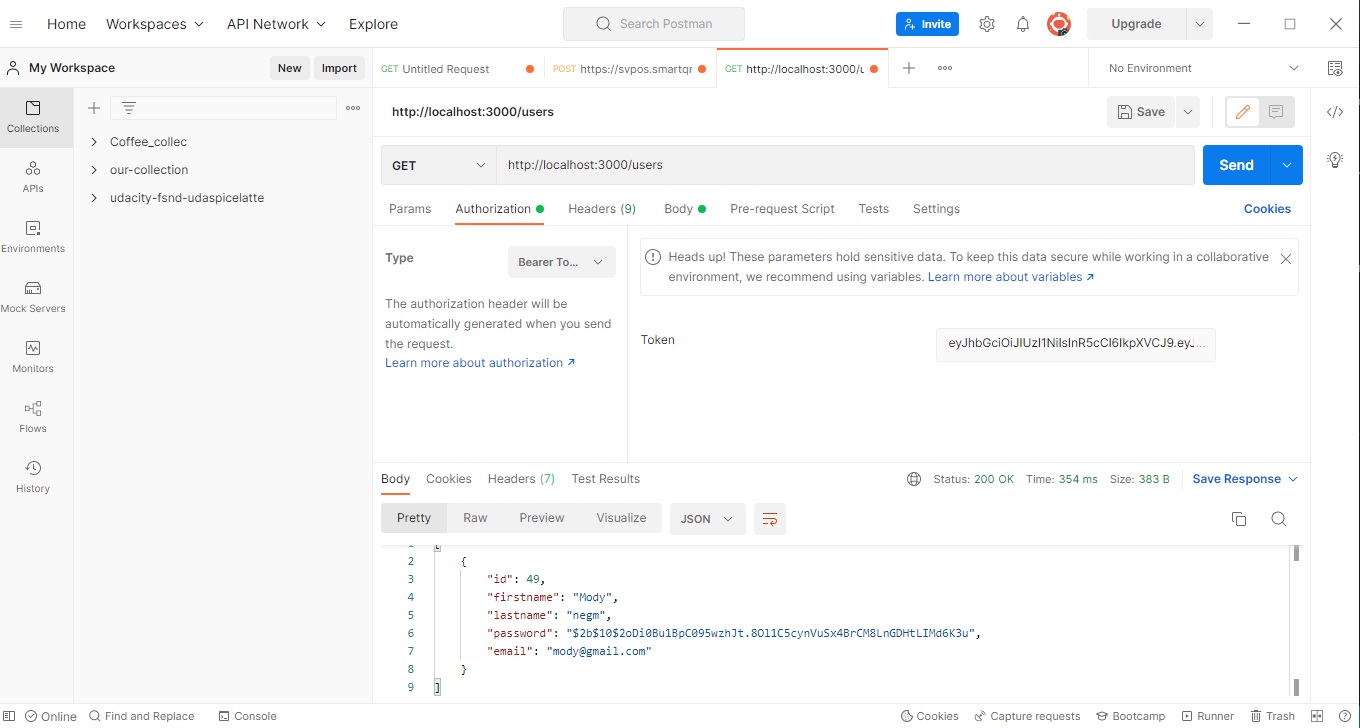 Home Workspaces API Network Explore Search Postman Invite Upgrade
My Workspace New Import GET Untitled Request POST https://svpos.smartqr GET http://localhost:3000/u No Environment
Collections
APIs
Environments
Mock Servers
Monitors
Flows
History
Coffee_collec
our-collection
udacity-fsnd-udaspicelatte
http://localhost:3000/users Save
GET http://localhost:3000/users Send
Params Authorization Headers (9) Body Pre-request Script Tests Settings Cookies
Type Bearer To...
The authorization header will be
automatically generated when you send
the request.
Learn more about authorization ↗
Heads up! These parameters hold sensitive data. To keep this data secure while working in a collaborative
environment, we recommend using variables. Learn more about variables ↗
Token eyJhbGciOiJIUzI1NiIsInR5cCI6IkpXVCJ9.eyJ...
Body Cookies Headers (7) Test Results Status: 200 OK Time: 354 ms Size: 383 B Save Response
Pretty Raw Preview Visualize JSON
1 [
2 {
3 "id": 49,
4 "firstname": "Mody",
5 "lastname": "negm",
6 "password": "$2b$10$2oDi0Bu1BpC095wzhJt.8Ol1C5cynVuSx4BrCM8LnGDHtLIMd6K3u",
7 "email": "mody@gmail.com"
8 }
9 ]
Online Find and Replace Console Cookies Capture requests Bootcamp Runner Trash